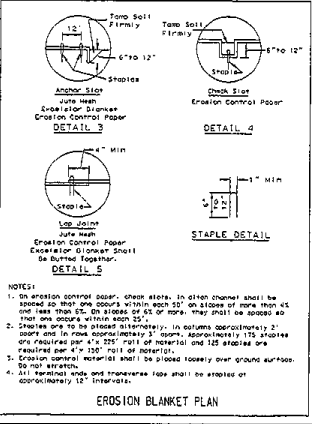 Tamp Soil
Firmly
12"
6" to 12"
Staples
Anchor Slot
Jute Mesh
Excelsior Blanket
Erosion Control Paper
DETAIL 3
Tamp Soil
Firmly
6" to 12"
Staple
Check Slot
Erosion Control Paper
DETAIL 4
4" Min
Staple
Lap Joint
Jute Mesh
Erosion Control Paper
Excelsior Blanket Shall
Be Butted Together.
DETAIL 5
1" Min
6"
TO
12"
STAPLE DETAIL
NOTES:
1. On erosion control paper, check slots, in ditch channel shall be
spaced so that one occurs within each 50' on slopes of more than 4%
and less than 6%. On slopes of 6% or more, they shall be spaced so
that one occurs within each 25'.
2. Staples are to be placed alternately, in columns approximately 2'
apart and in rows approximately 3' apart. Approximately 175 staples
are required per 4'x 225' roll of material and 125 staples are
required per 4'x 150' roll of material.
3. Erosion control material shall be placed loosely over ground surface.
Do not stretch.
4. All terminal ends and transverse laps shall be stapled at
approximately 12" intervals.
EROSION BLANKET PLAN